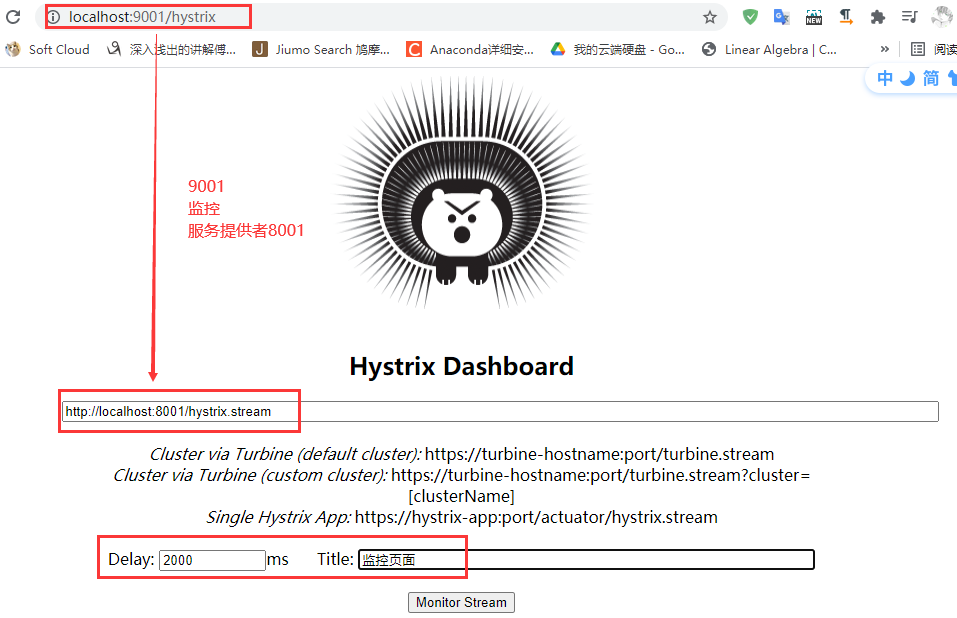 localhost:9001/hystrix
NEW
Soft Cloud
深入浅出的讲解傅...
J
Jiumo Search 鸠摩...
C
Anaconda详细安...
我的云端硬盘 - Go...
Linear Algebra | C...
»
阅读
中
简
9001
监控
服务提供者8001
Hystrix Dashboard
http://localhost:8001/hystrix.stream
Cluster via Turbine (default cluster): https://turbine-hostname:port/turbine.stream
Cluster via Turbine (custom cluster): https://turbine-hostname:port/turbine.stream?cluster=
[clusterName]
Single Hystrix App: https://hystrix-app:port/actuator/hystrix.stream
Delay: 2000 ms Title: 监控页面
Monitor Stream